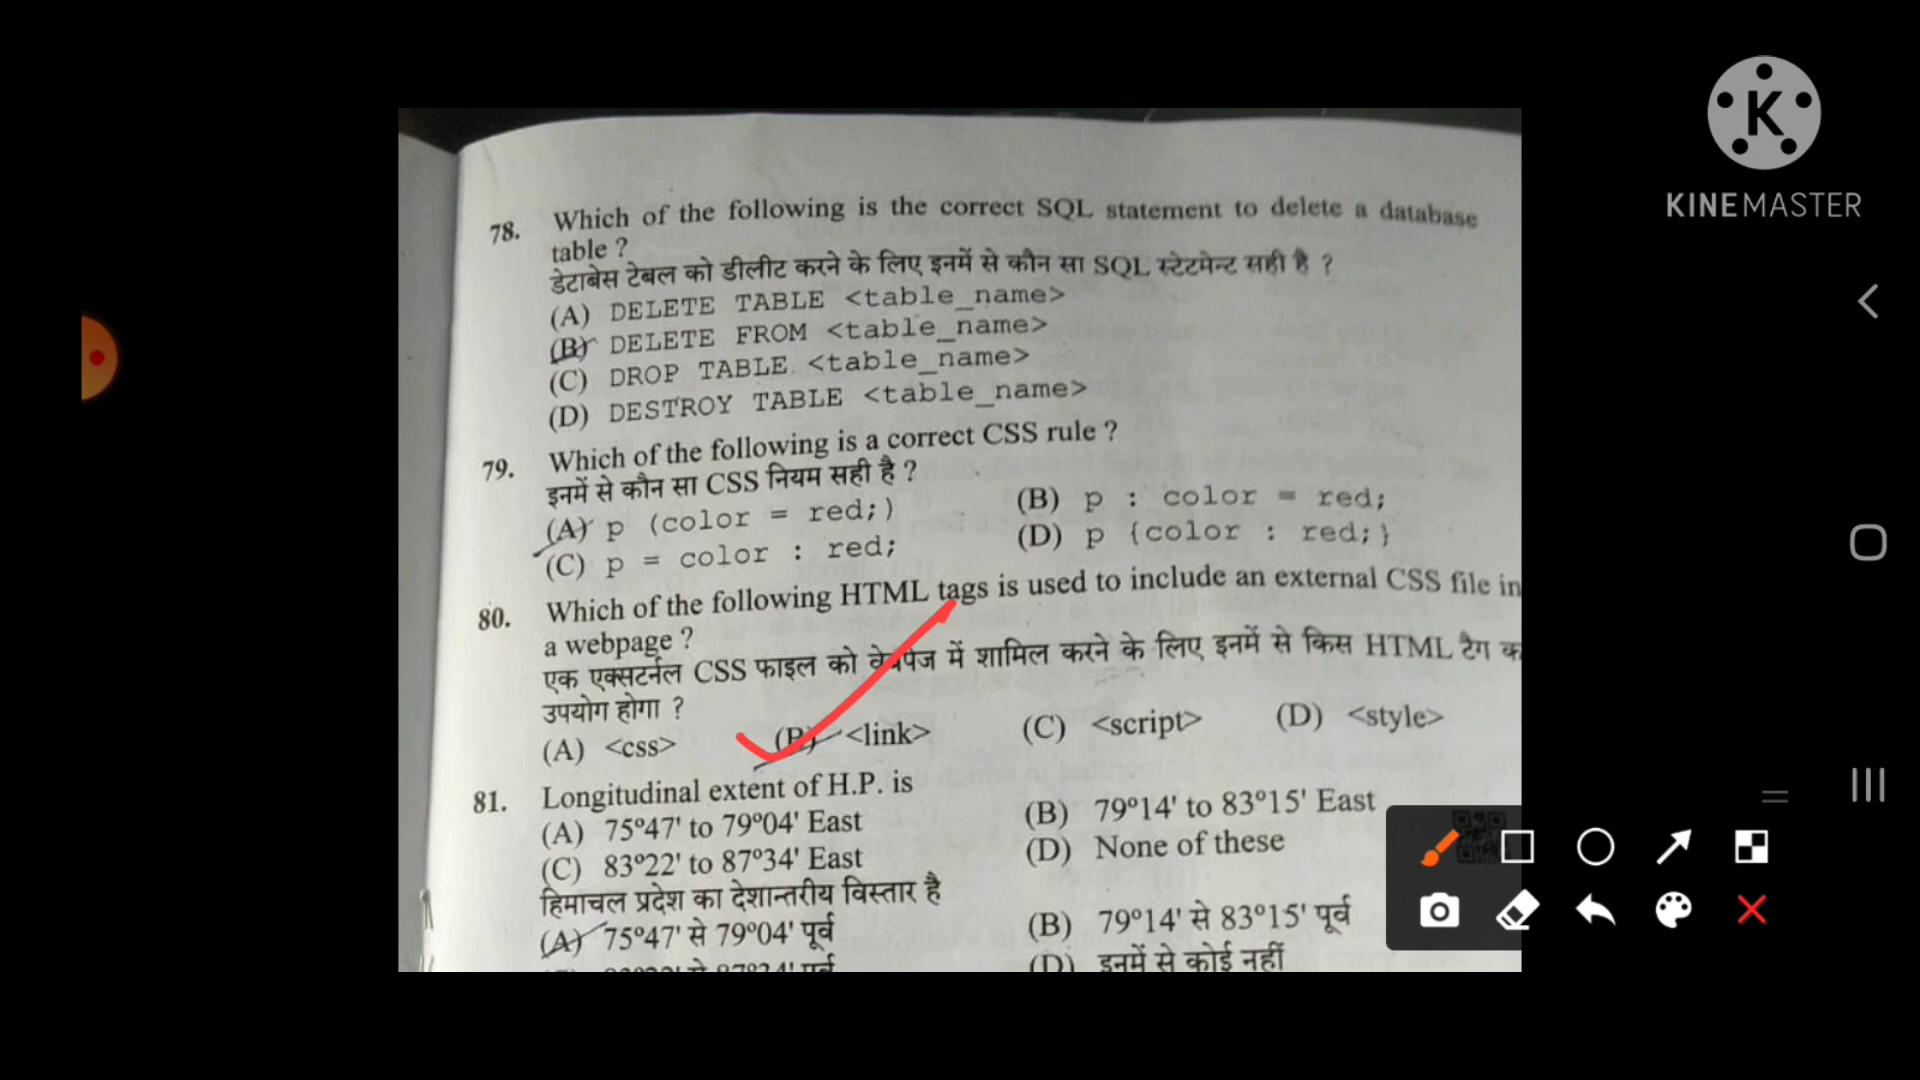 K
KINEMASTER
78. Which of the following is the correct SQL statement to delete a database
table ?
डेटाबेस टेबल को डीलीट करने के लिए इनमें से कौन सा SQL स्टेटमेन्ट सही है ?
(A) DELETE TABLE <table_name>
(B) DELETE FROM <table_name>
(C) DROP TABLE <table_name>
(D) DESTROY TABLE <table_name>
79. Which of the following is a correct CSS rule ?
इनमें से कौन सा CSS नियम सही है ?
(A) p (color = red;) (B) p : color = red;
(C) p = color : red; (D) p {color : red;}
80. Which of the following HTML tags is used to include an external CSS file in
a webpage ?
एक एक्सटर्नल CSS फाइल को वेबपेज में शामिल करने के लिए इनमें से किस HTML टैग
उपयोग होगा ?
(A) <css> (B) <link> (C) <script> (D) <style>
81. Longitudinal extent of H.P. is
(A) 75°47' to 79°04' East (B) 79°14' to 83°15' East
(C) 83°22' to 87°34' East (D) None of these
हिमाचल प्रदेश का देशान्तरीय विस्तार है
(A) 75°47' से 79°04' पूर्व (B) 79°14' से 83°15' पूर्व
(D) इनमें से कोई नहीं